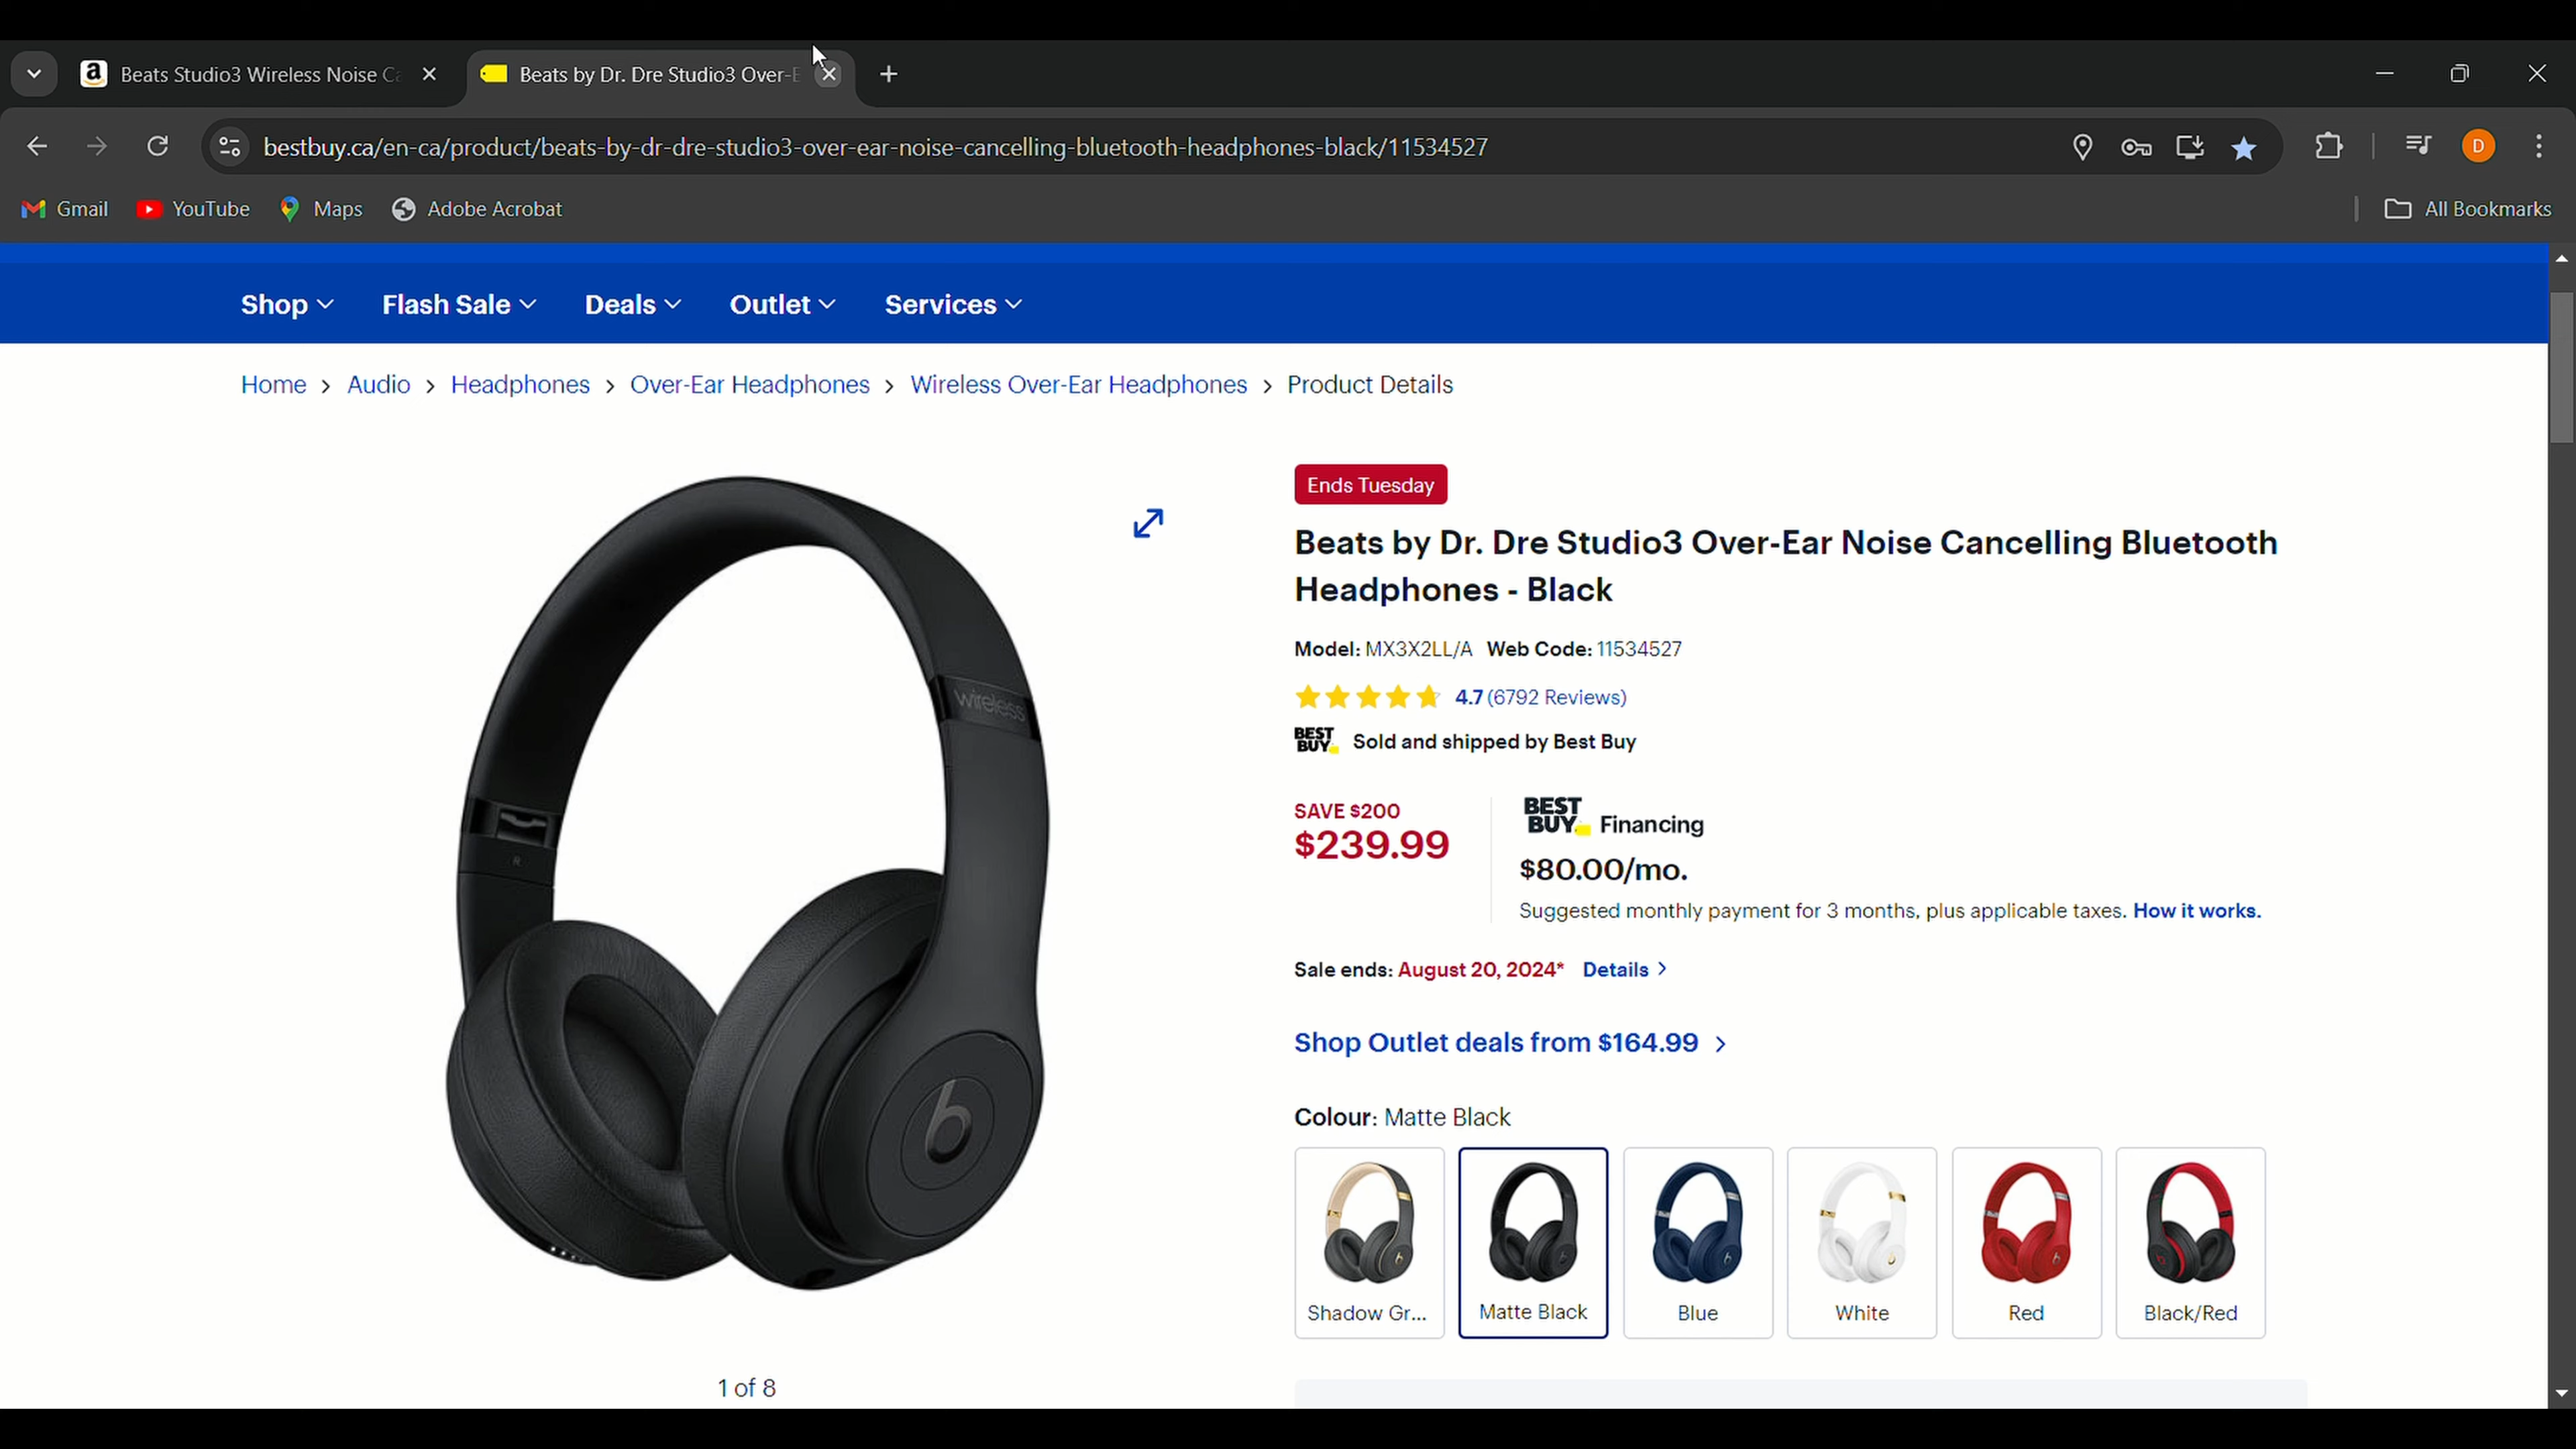 Beats Studio3 Wireless Noise Ca
Beats by Dr. Dre Studio3 Over-E
bestbuy.ca/en-ca/product/beats-by-dr-dre-studio3-over-ear-noise-cancelling-bluetooth-headphones-black/11534527
D
Gmail YouTube Maps Adobe Acrobat All Bookmarks
Shop Flash Sale Deals Outlet Services
Home > Audio > Headphones > Over-Ear Headphones > Wireless Over-Ear Headphones > Product Details
wireless
R
b
1 of 8
Ends Tuesday
Beats by Dr. Dre Studio3 Over-Ear Noise Cancelling Bluetooth
Headphones - Black
Model: MX3X2LL/A Web Code: 11534527
4.7 (6792 Reviews)
BEST BUY Sold and shipped by Best Buy
SAVE $200
$239.99
BEST BUY Financing
$80.00/mo.
Suggested monthly payment for 3 months, plus applicable taxes. How it works.
Sale ends: August 20, 2024* Details >
Shop Outlet deals from $164.99 >
Colour: Matte Black
Shadow Gr... Matte Black Blue White Red Black/Red